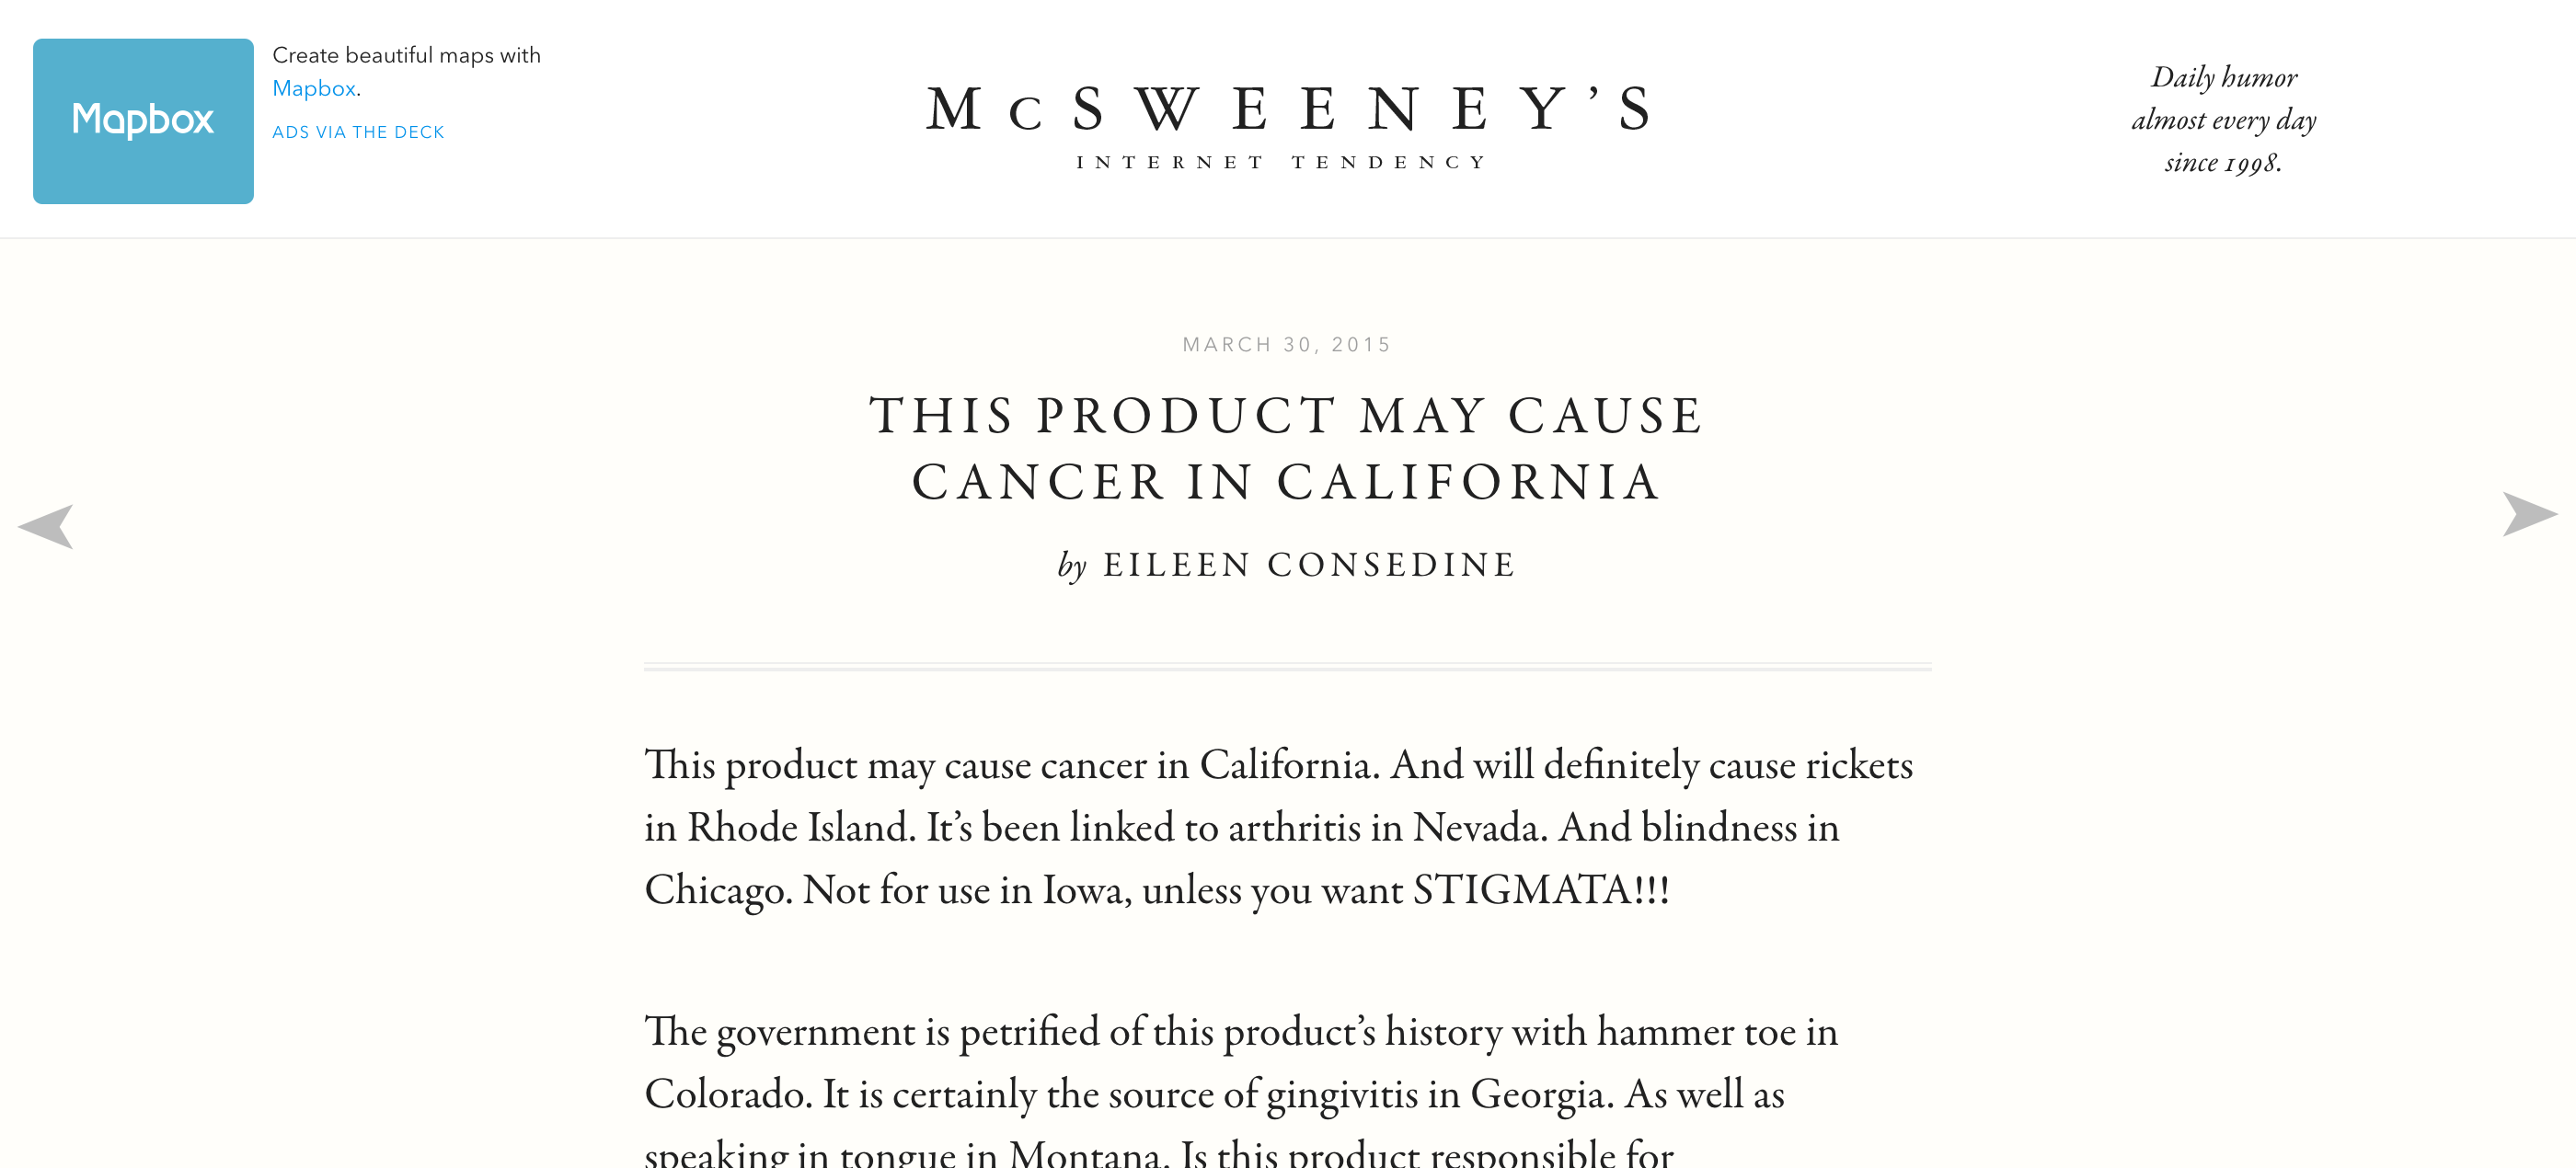 Mapbox
Create beautiful maps with
Mapbox.
ADS VIA THE DECK
McSWEENEY’S
INTERNET TENDENCY
Daily humor
almost every day
since 1998.
MARCH 30, 2015
THIS PRODUCT MAY CAUSE
CANCER IN CALIFORNIA
by EILEEN CONSEDINE
This product may cause cancer in California. And will definitely cause rickets
in Rhode Island. It’s been linked to arthritis in Nevada. And blindness in
Chicago. Not for use in Iowa, unless you want STIGMATA!!!
The government is petrified of this product’s history with hammer toe in
Colorado. It is certainly the source of gingivitis in Georgia. As well as
speaking in tongue in Montana. Is this product responsible for